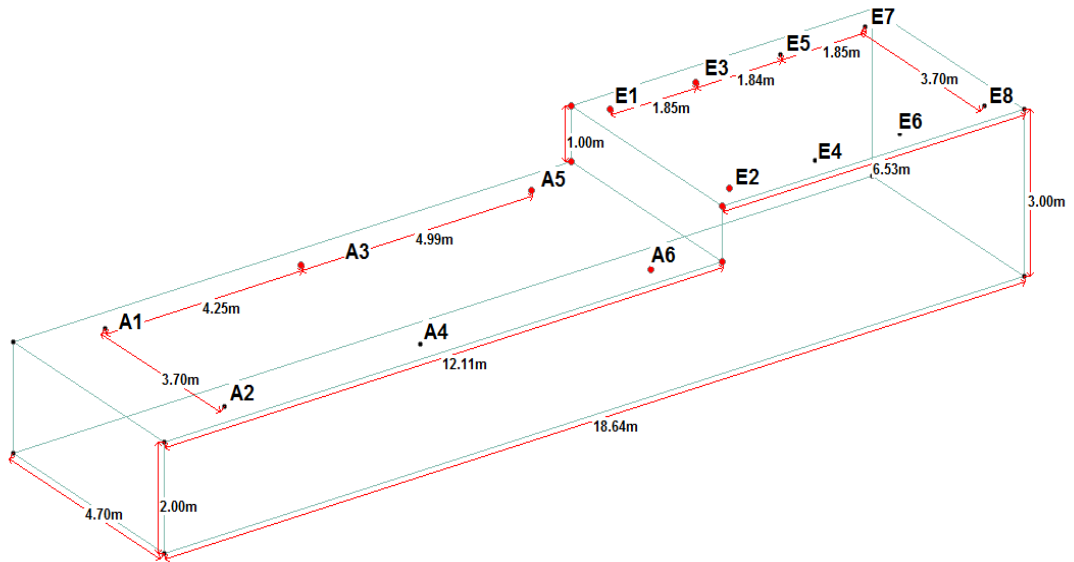 E7
E5
1.85m
E3
1.84m
3.70m
E8
E1
1.85m
E6
1.00m
E4
6.53m
E2
A5
3.00m
4.99m
A3
A6
4.25m
A1
A4
12.11m
3.70m
A2
18.64m
2.00m
4.70m